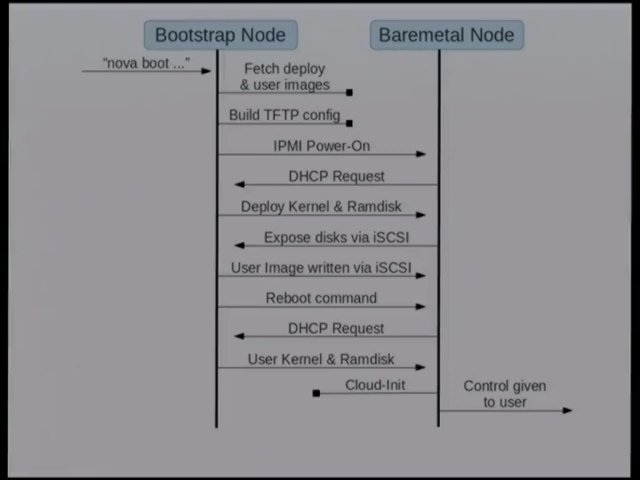 Bootstrap Node
Baremetal Node
"nova boot ..."
Fetch deploy
& user images
Build TFTP config
IPMI Power-On
DHCP Request
Deploy Kernel & Ramdisk
Expose disks via iSCSI
User Image written via iSCSI
Reboot command
DHCP Request
User Kernel & Ramdisk
Cloud-Init
Control given
to user